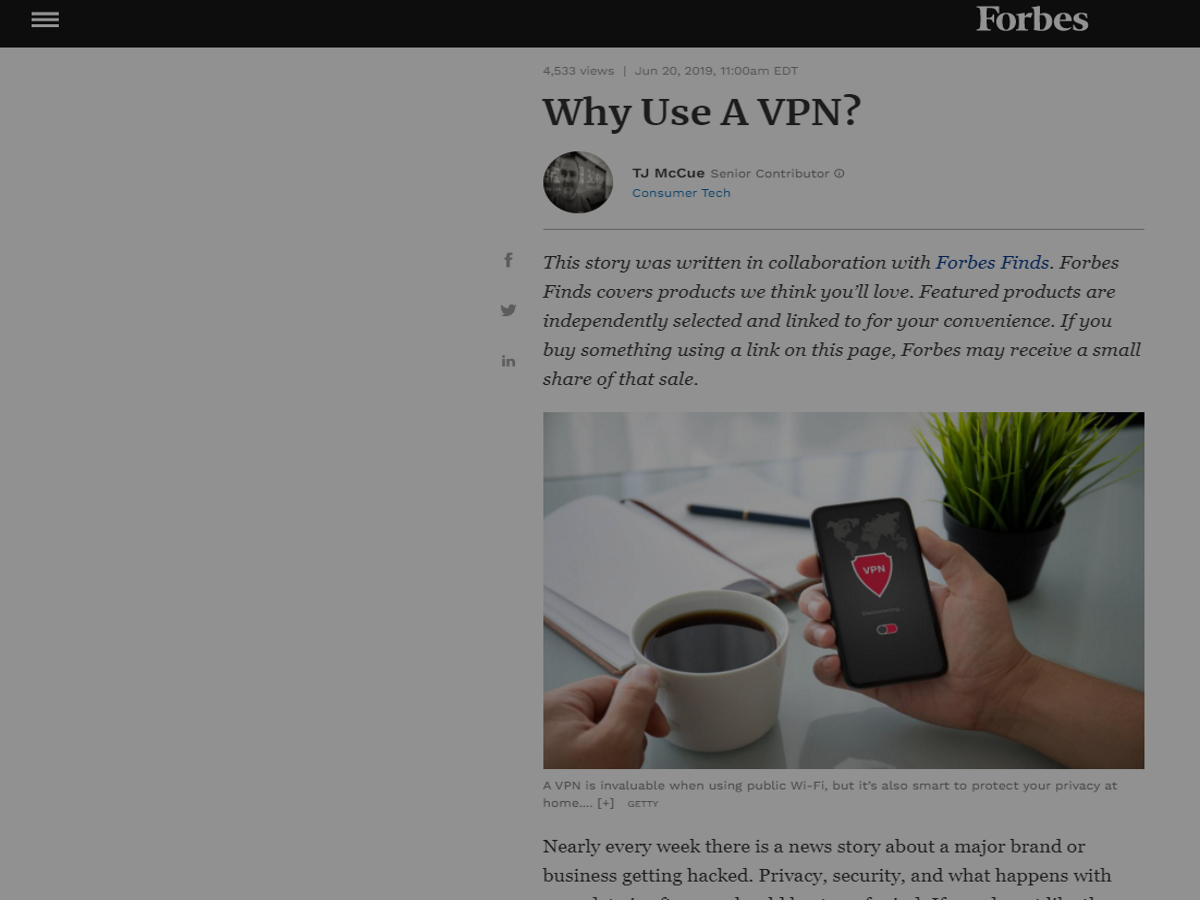 Forbes
4,533 views | Jun 20, 2019, 11:00am EDT
Why Use A VPN?
TJ McCue Senior Contributor
Consumer Tech
This story was written in collaboration with Forbes Finds. Forbes
Finds covers products we think you’ll love. Featured products are
independently selected and linked to for your convenience. If you
buy something using a link on this page, Forbes may receive a small
share of that sale.
VPN
A VPN is invaluable when using public Wi-Fi, but it’s also smart to protect your privacy at
home.... [+] GETTY
Nearly every week there is a news story about a major brand or
business getting hacked. Privacy, security, and what happens with